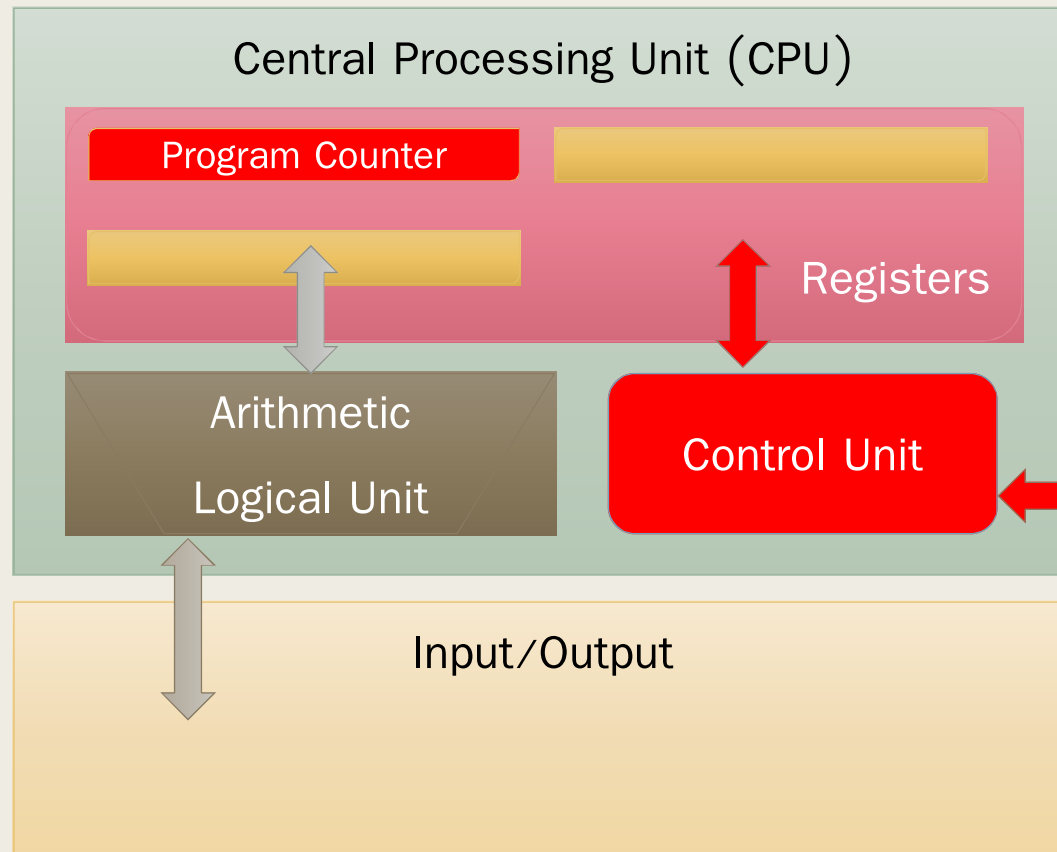 Central Processing Unit (CPU)
Program Counter
Registers
Arithmetic
Logical Unit
Control Unit
Input/Output